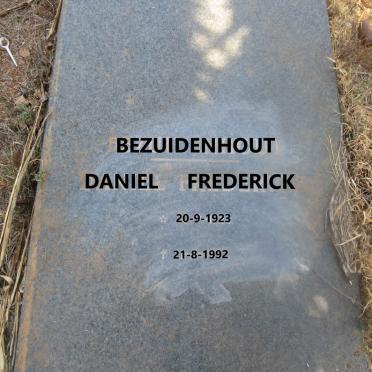 BEZUIDENHOUT
DANIEL FREDERICK
☆ 20-9-1923
† 21-8-1992